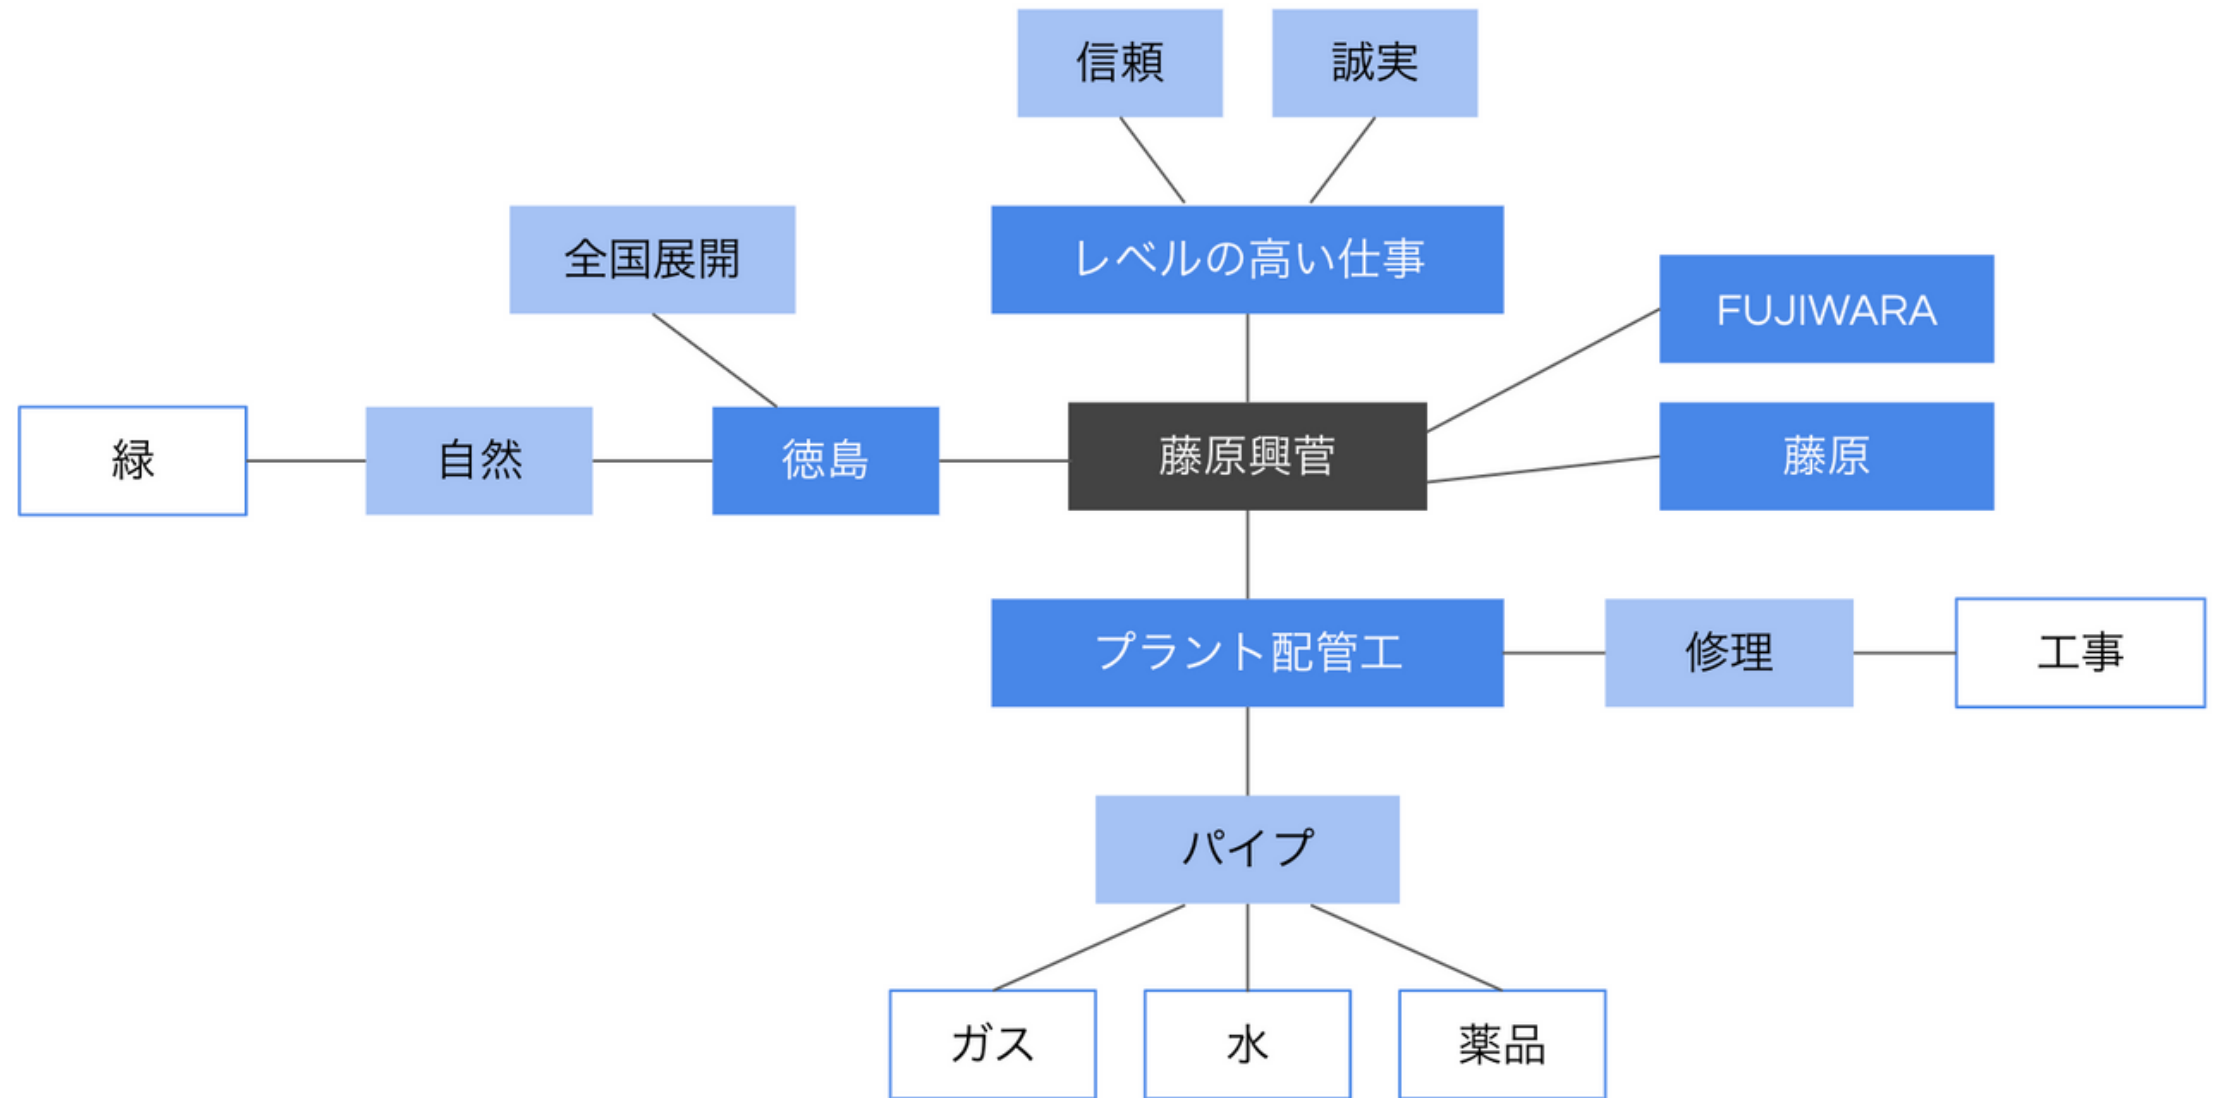 信頼
誠実
全国展開
レベルの高い仕事
FUJIWARA
緑
自然
徳島
藤原興菅
藤原
プラント配管工
修理
工事
パイプ
ガス
水
薬品